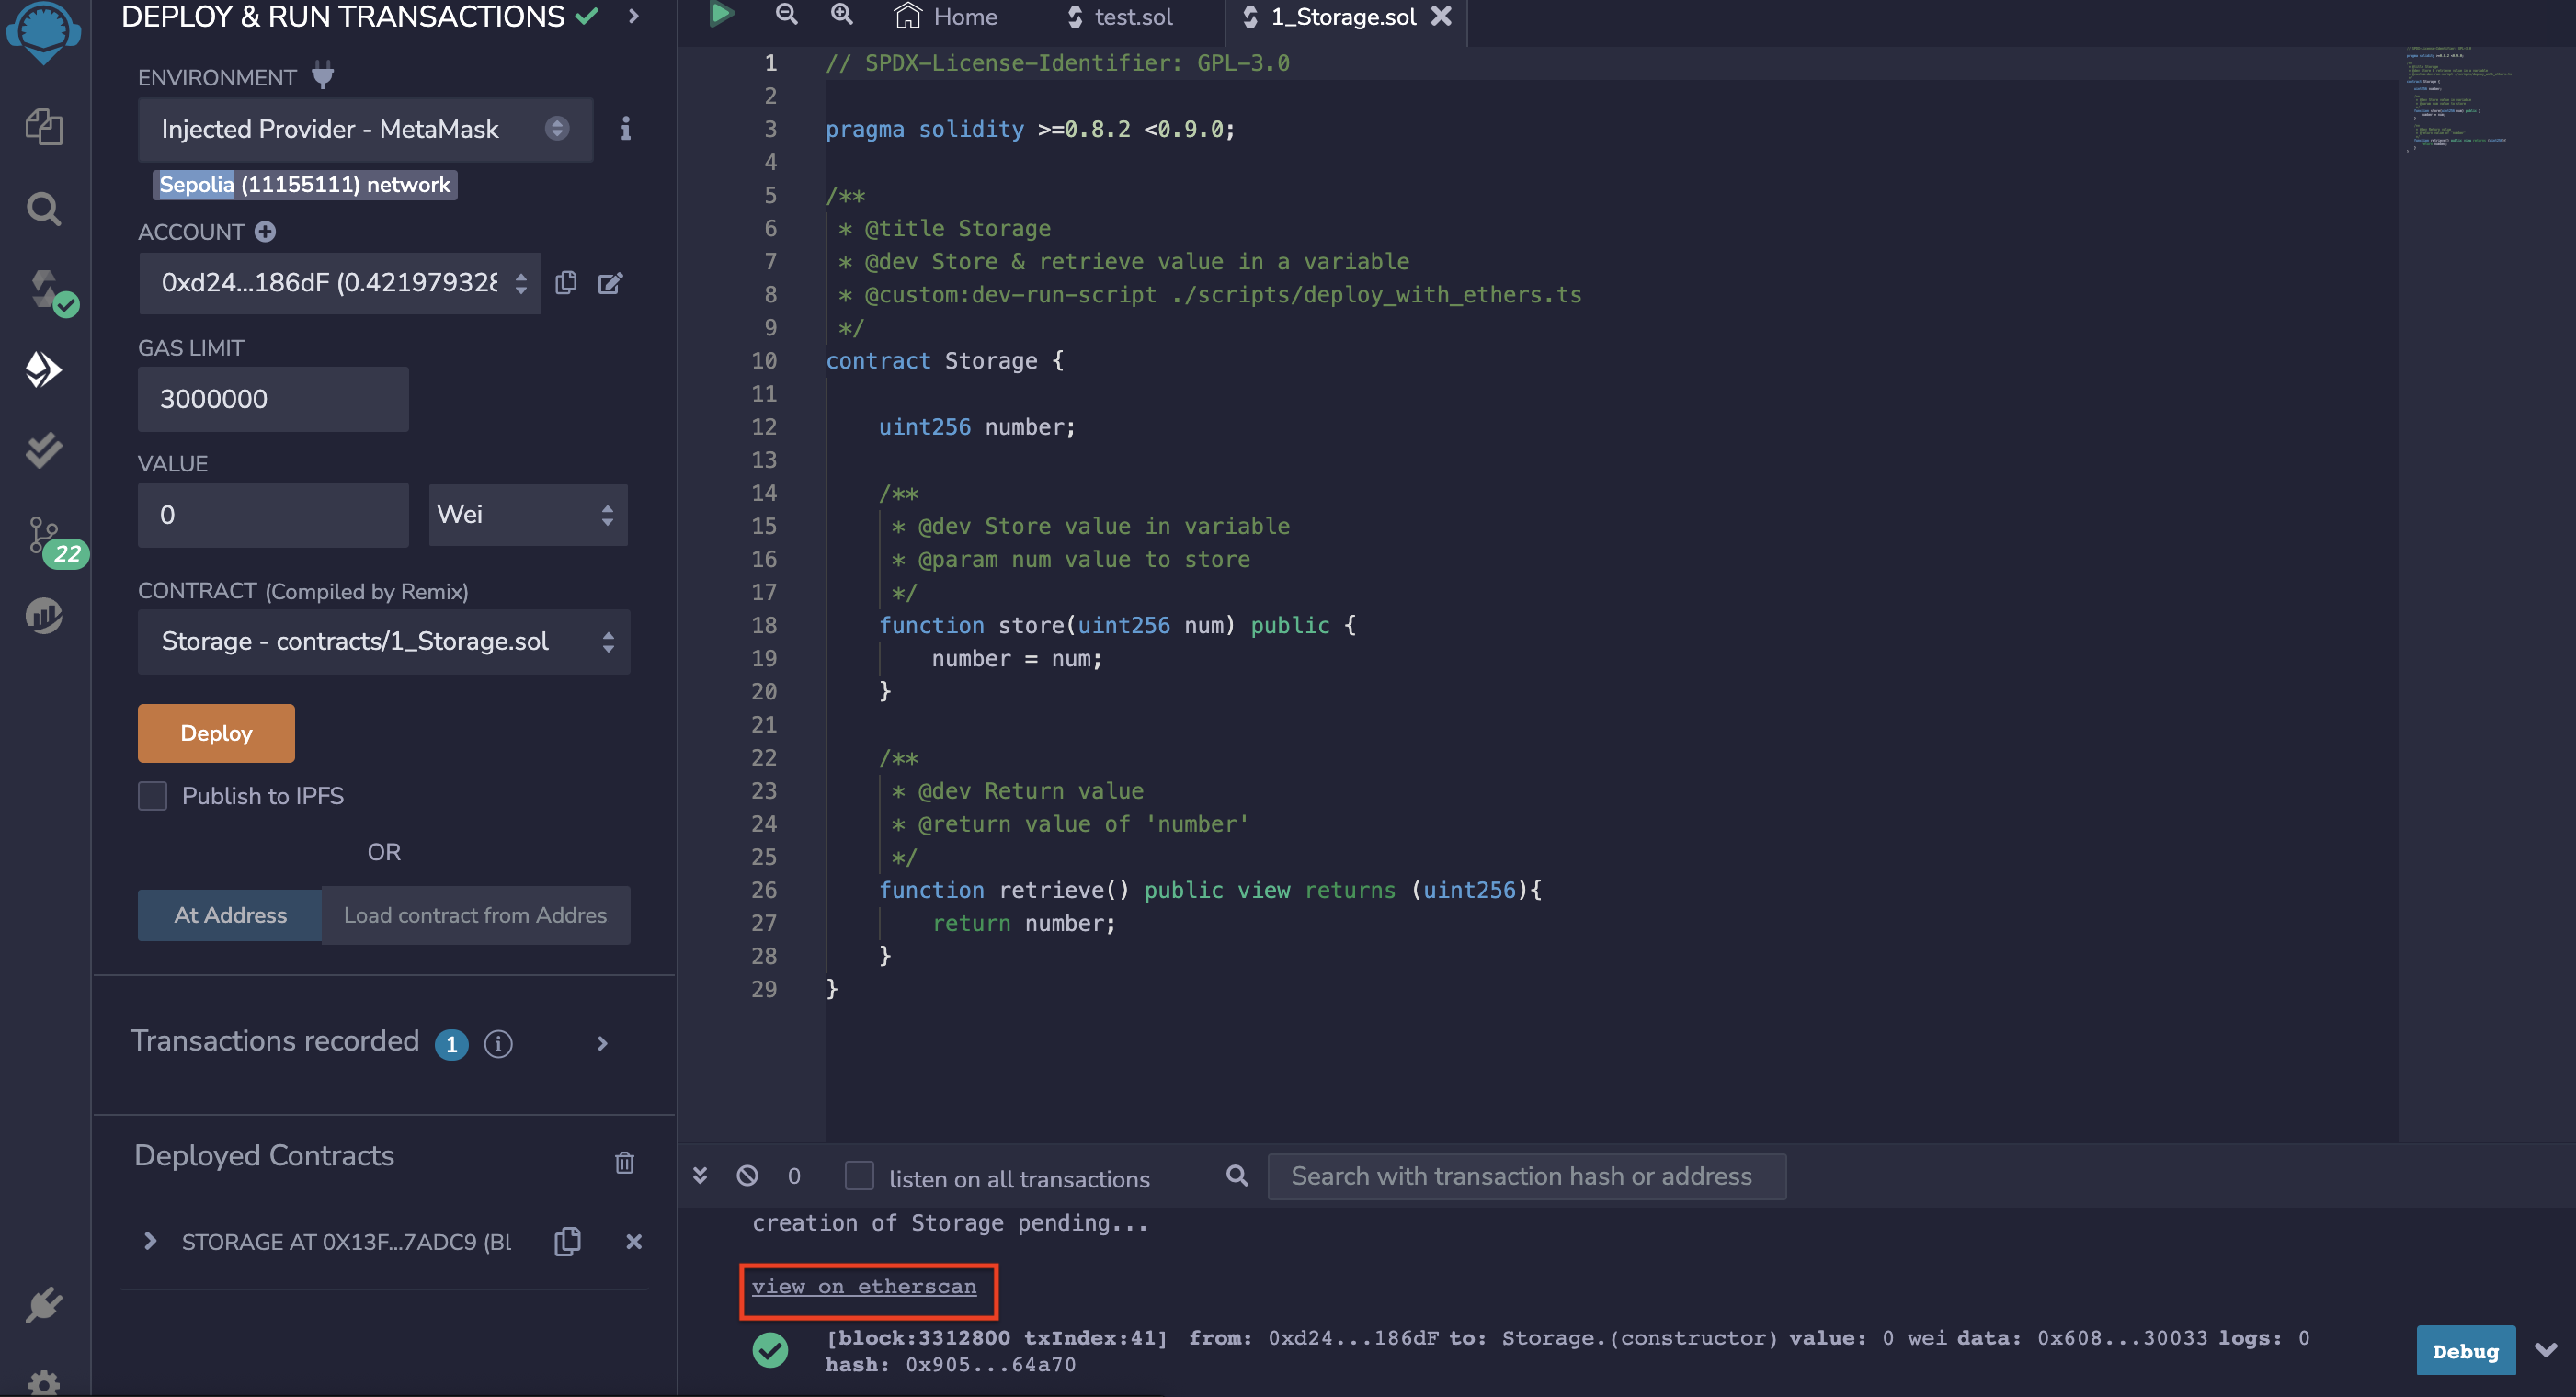 DEPLOY & RUN TRANSACTIONS
ENVIRONMENT
Injected Provider - MetaMask
Sepolia (11155111) network
ACCOUNT
0xd24...186dF (0.421979328
GAS LIMIT
3000000
VALUE
0
Wei
22
CONTRACT (Compiled by Remix)
Storage - contracts/1_Storage.sol
Deploy
Publish to IPFS
OR
At Address
Load contract from Addres
Transactions recorded 1
Deployed Contracts
STORAGE AT 0X13F...7ADC9 (BL
Home
test.sol
1_Storage.sol
1 // SPDX-License-Identifier: GPL-3.0
2
3 pragma solidity >=0.8.2 <0.9.0;
4
5 /**
6 * @title Storage
7 * @dev Store & retrieve value in a variable
8 * @custom:dev-run-script ./scripts/deploy_with_ethers.ts
9 */
10 contract Storage {
11
12 uint256 number;
13
14 /**
15 * @dev Store value in variable
16 * @param num value to store
17 */
18 function store(uint256 num) public {
19 number = num;
20 }
21
22 /**
23 * @dev Return value
24 * @return value of 'number'
25 */
26 function retrieve() public view returns (uint256){
27 return number;
28 }
29 }
0
listen on all transactions
Search with transaction hash or address
creation of Storage pending...
view on etherscan
[block:3312800 txIndex:41] from: 0xd24...186dF to: Storage.(constructor) value: 0 wei data: 0x608...30033 logs: 0
hash: 0x905...64a70
Debug